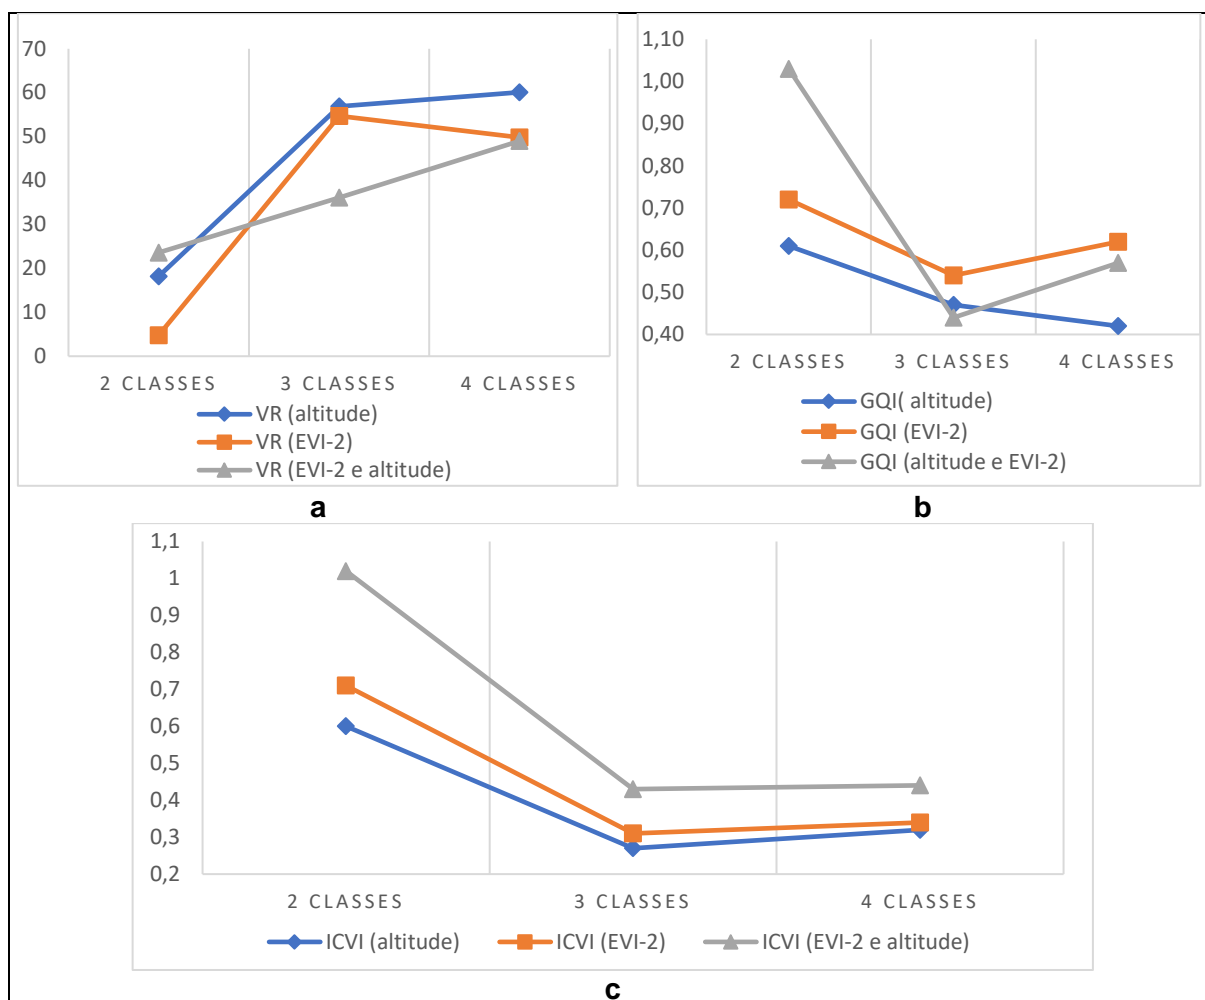 70
60
50
40
30
20
10
0
2 CLASSES 3 CLASSES 4 CLASSES
VR (altitude)
VR (EVI-2)
VR (EVI-2 e altitude)
a
1,10
1,00
0,90
0,80
0,70
0,60
0,50
0,40
2 CLASSES 3 CLASSES 4 CLASSES
GQI( altitude)
GQI (EVI-2)
GQI (altitude e EVI-2)
b
1,1
1
0,9
0,8
0,7
0,6
0,5
0,4
0,3
0,2
2 CLASSES 3 CLASSES 4 CLASSES
ICVI (altitude) ICVI (EVI-2) ICVI (EVI-2 e altitude)
c